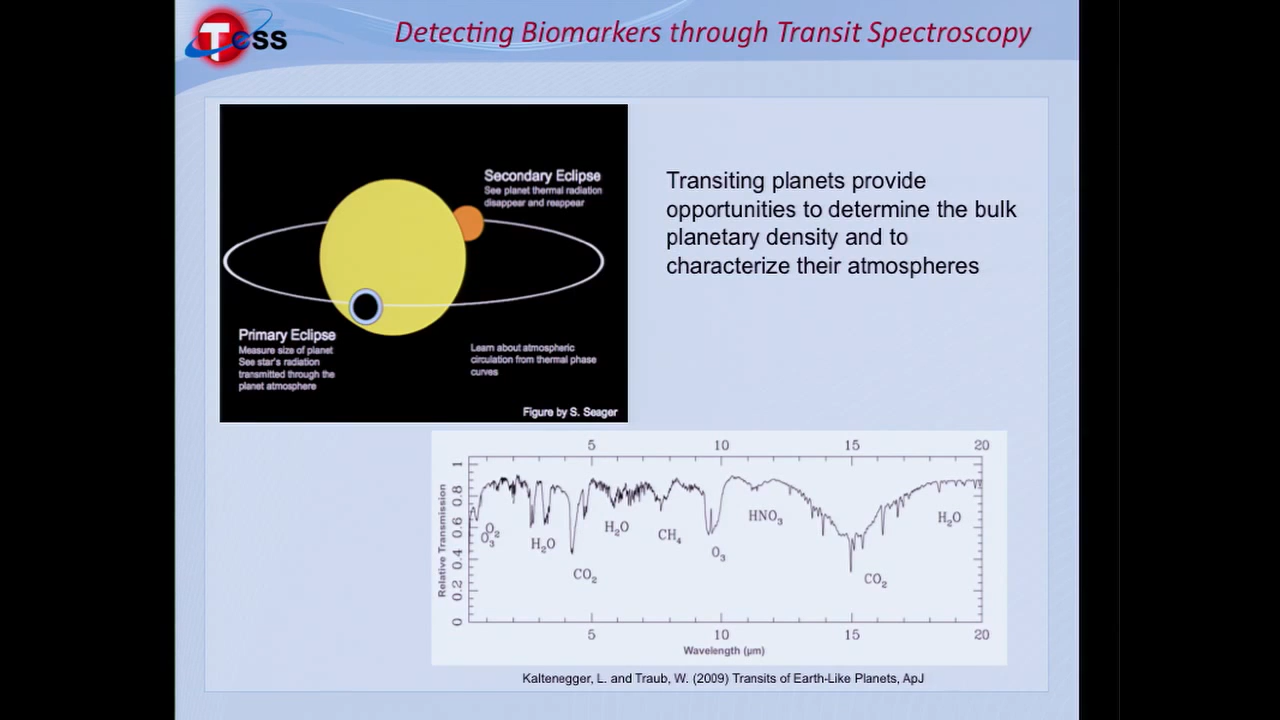 Tess
Detecting Biomarkers through Transit Spectroscopy
Secondary Eclipse
See planet thermal radiation
disappear and reappear
Primary Eclipse
Measure size of planet
See star's radiation
transmitted through the
planet atmosphere
Learn about atmospheric
circulation from thermal phase
curves
Figure by S. Seager
Transiting planets provide
opportunities to determine the bulk
planetary density and to
characterize their atmospheres
5 10 15 20
Relative Transmission
1
0.8
0.6
0.4
0.2
0
O₂
O₃
H₂O
CO₂
H₂O
CH₄
O₃
HNO₃
CO₂
H₂O
5 10 15 20
Wavelength (µm)
Kaltenegger, L. and Traub, W. (2009) Transits of Earth-Like Planets, ApJ